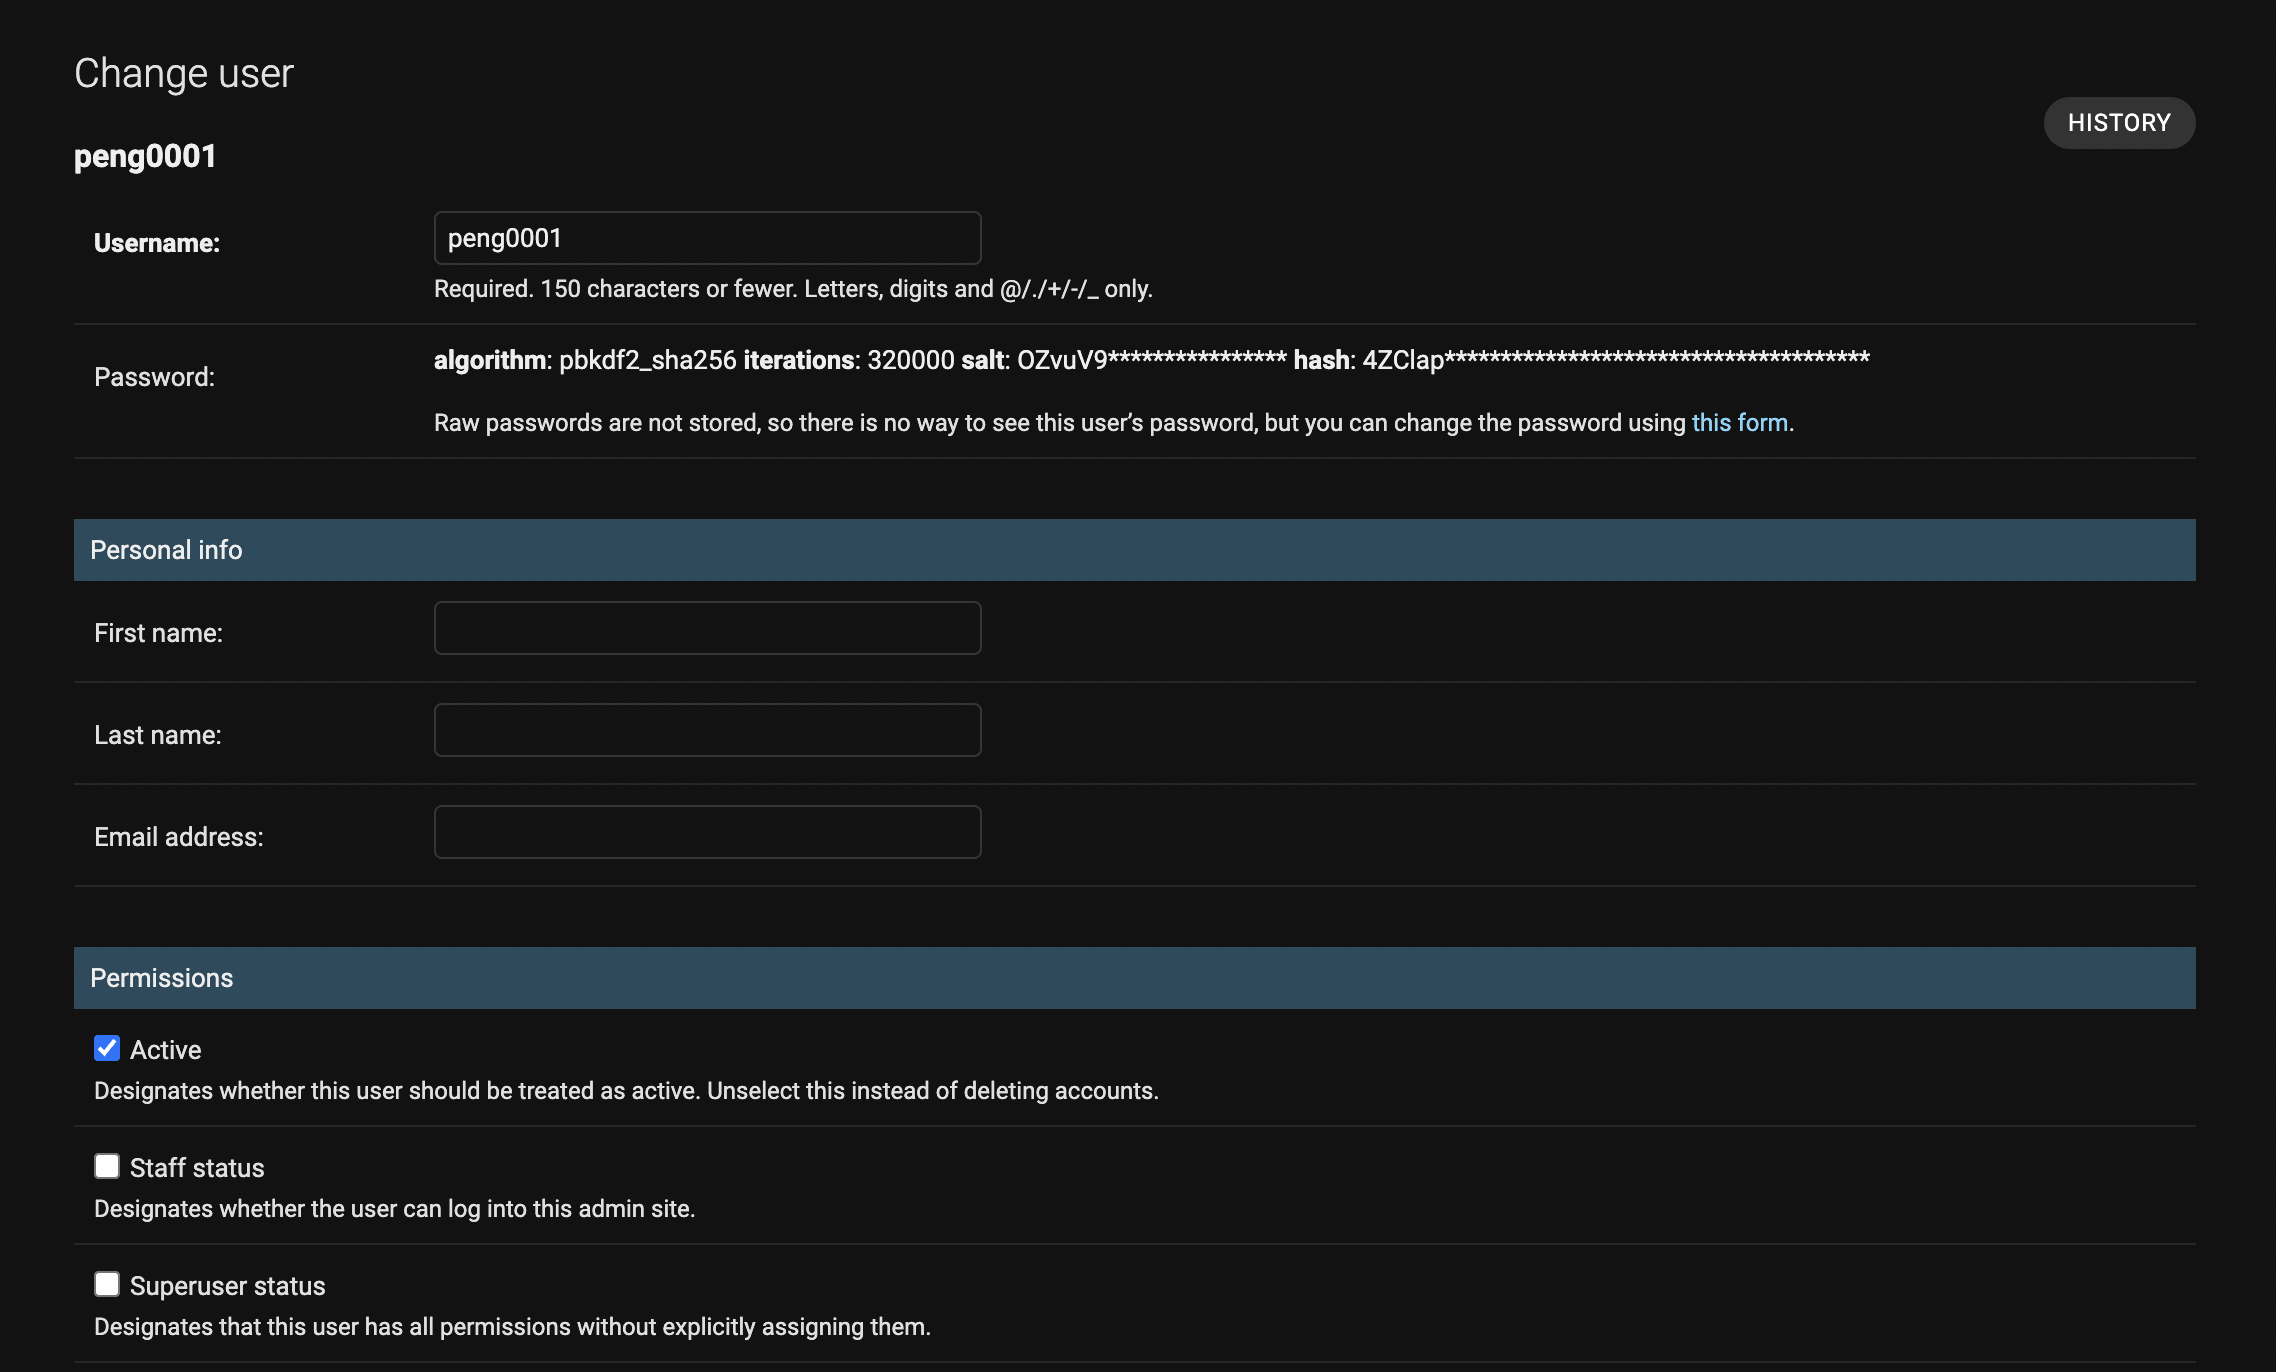 Change user
HISTORY
peng0001
Username:
peng0001
Required. 150 characters or fewer. Letters, digits and @/./+/-/_ only.
Password:
algorithm: pbkdf2_sha256 iterations: 320000 salt: OZvuV9**************** hash: 4ZClap**************************************
Raw passwords are not stored, so there is no way to see this user’s password, but you can change the password using this form.
Personal info
First name:
Last name:
Email address:
Permissions
Active
Designates whether this user should be treated as active. Unselect this instead of deleting accounts.
Staff status
Designates whether the user can log into this admin site.
Superuser status
Designates that this user has all permissions without explicitly assigning them.